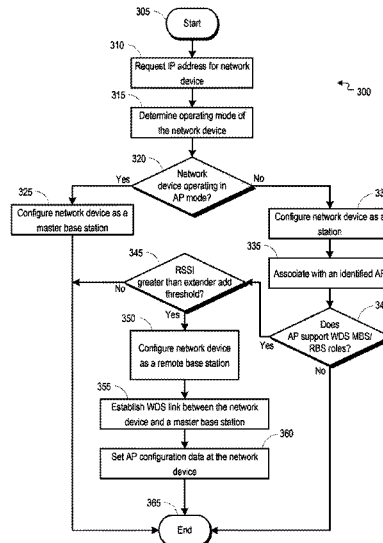 305
Start
310
Request IP address for network
device
300
315
Determine operating mode of
the network device
320
Network
device operating in
AP mode?
Yes
No
325
Configure network device as a
master base station
33
Configure network device as a
station
335
Associate with an identified AP
345
RSSI
greater than extender add
threshold?
No
Yes
34
Does
AP support WDS MBS/
RBS roles?
Yes
No
350
Configure network device
as a remote base station
355
Establish WDS link between the network
device and a master base station
360
Set AP configuration data at the network
device
365
End